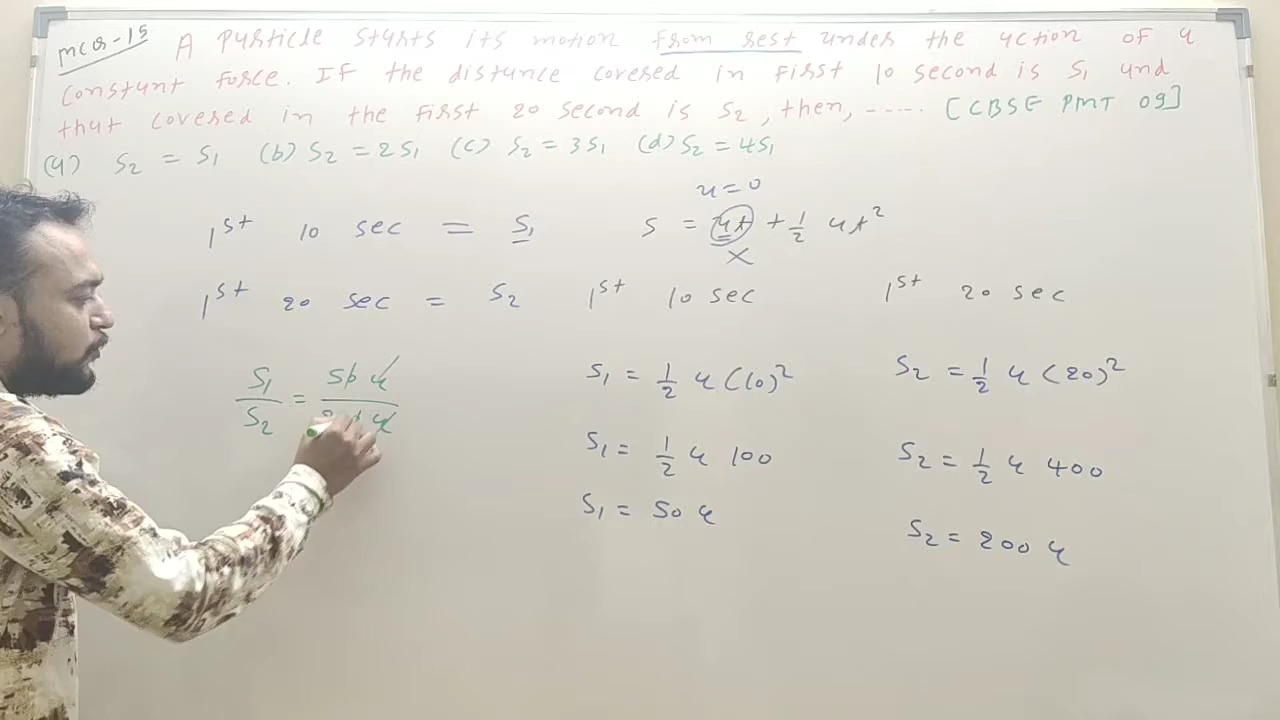 MCQ-15 A particle starts its motion from rest under the action of a
constant force. If the distance covered in first 10 second is S₁ and
that covered in the first 20 second is S₂, then, ...... [CBSE PMT 09]
(a) S₂ = S₁ (b) S₂ = 2S₁ (c) S₂ = 3S₁ (d) S₂ = 4S₁
u = 0
1st 10 sec = S₁
S = ut + 1/2 at²
×
1st 20 sec = S₂
1st 10 sec
1st 20 sec
S₁/S₂ = 50 a/
S₁ = 1/2 a (10)²
S₂ = 1/2 a (20)²
S₁ = 1/2 a 100
S₂ = 1/2 a 400
S₁ = 50 a
S₂ = 200 a